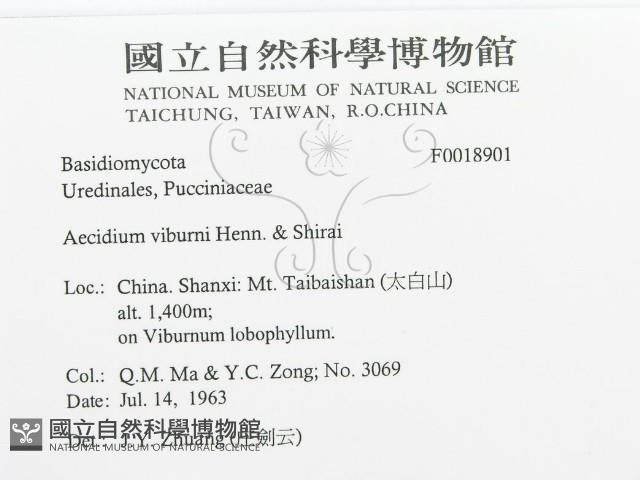 國立自然科學博物館
NATIONAL MUSEUM OF NATURAL SCIENCE
TAICHUNG, TAIWAN, R.O.CHINA
Basidiomycota F0018901
Uredinales, Pucciniaceae
Aecidium viburni Henn. & Shirai
Loc.: China. Shanxi: Mt. Taibaishan (太白山)
alt. 1,400m;
on Viburnum lobophyllum.
Col.: Q.M. Ma & Y.C. Zong; No. 3069
Date: Jul. 14, 1963
Det.: J.Y. Zhuang (庄劍云)
國立自然科學博物館
NATIONAL MUSEUM OF NATURAL SCIENCE